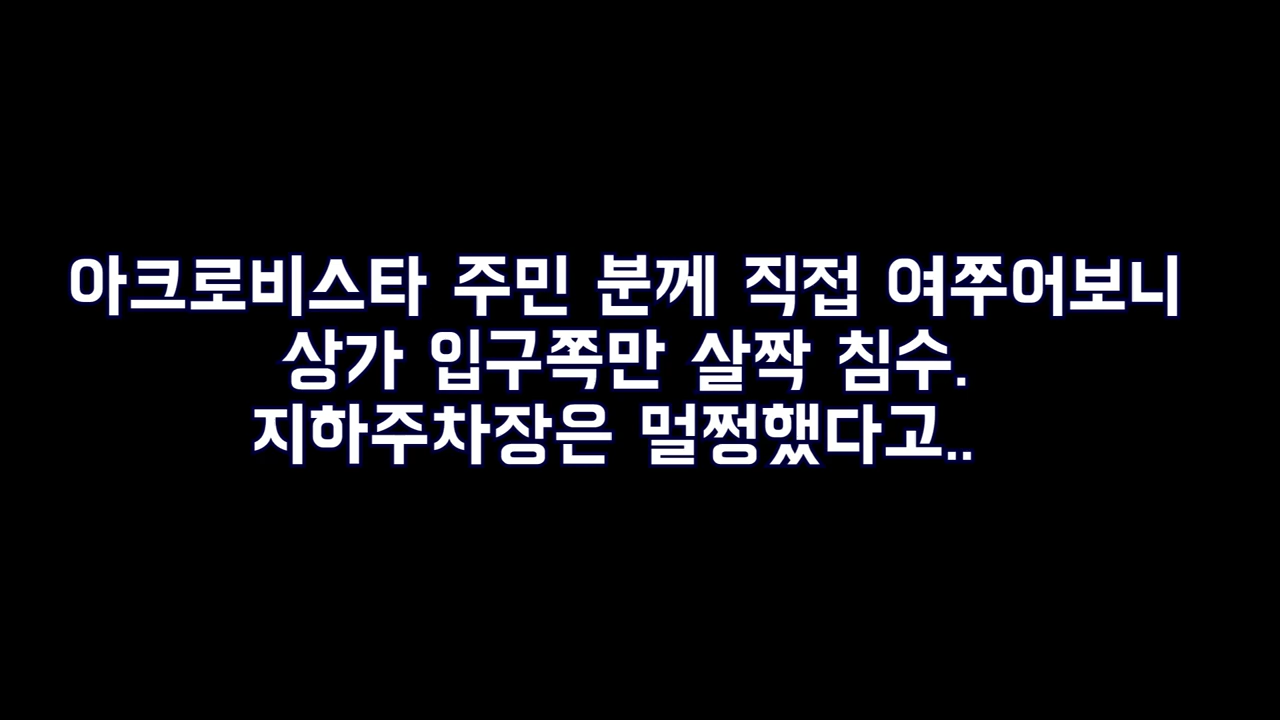 아크로비스타 주민 분께 직접 여쭈어보니
상가 입구쪽만 살짝 침수.
지하주차장은 멀쩡했다고..